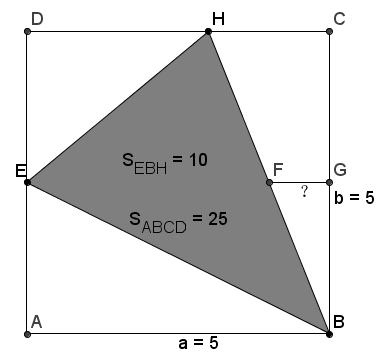 D H C
S_EBH = 10
E F G
?
b = 5
S_ABCD = 25
A B
a = 5